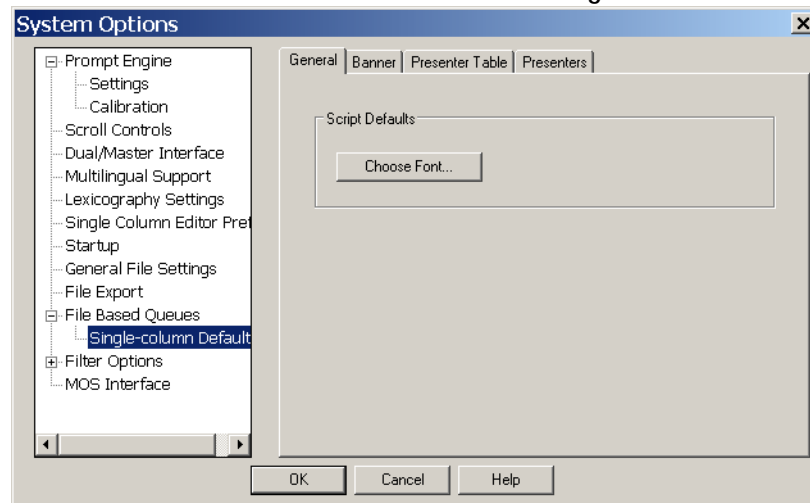 System Options
Prompt Engine
Settings
Calibration
Scroll Controls
Dual/Master Interface
Multilingual Support
Lexicography Settings
Single Column Editor Pref
Startup
General File Settings
File Export
File Based Queues
Single-column Default
Filter Options
MOS Interface
General Banner Presenter Table Presenters
Script Defaults
Choose Font...
OK Cancel Help